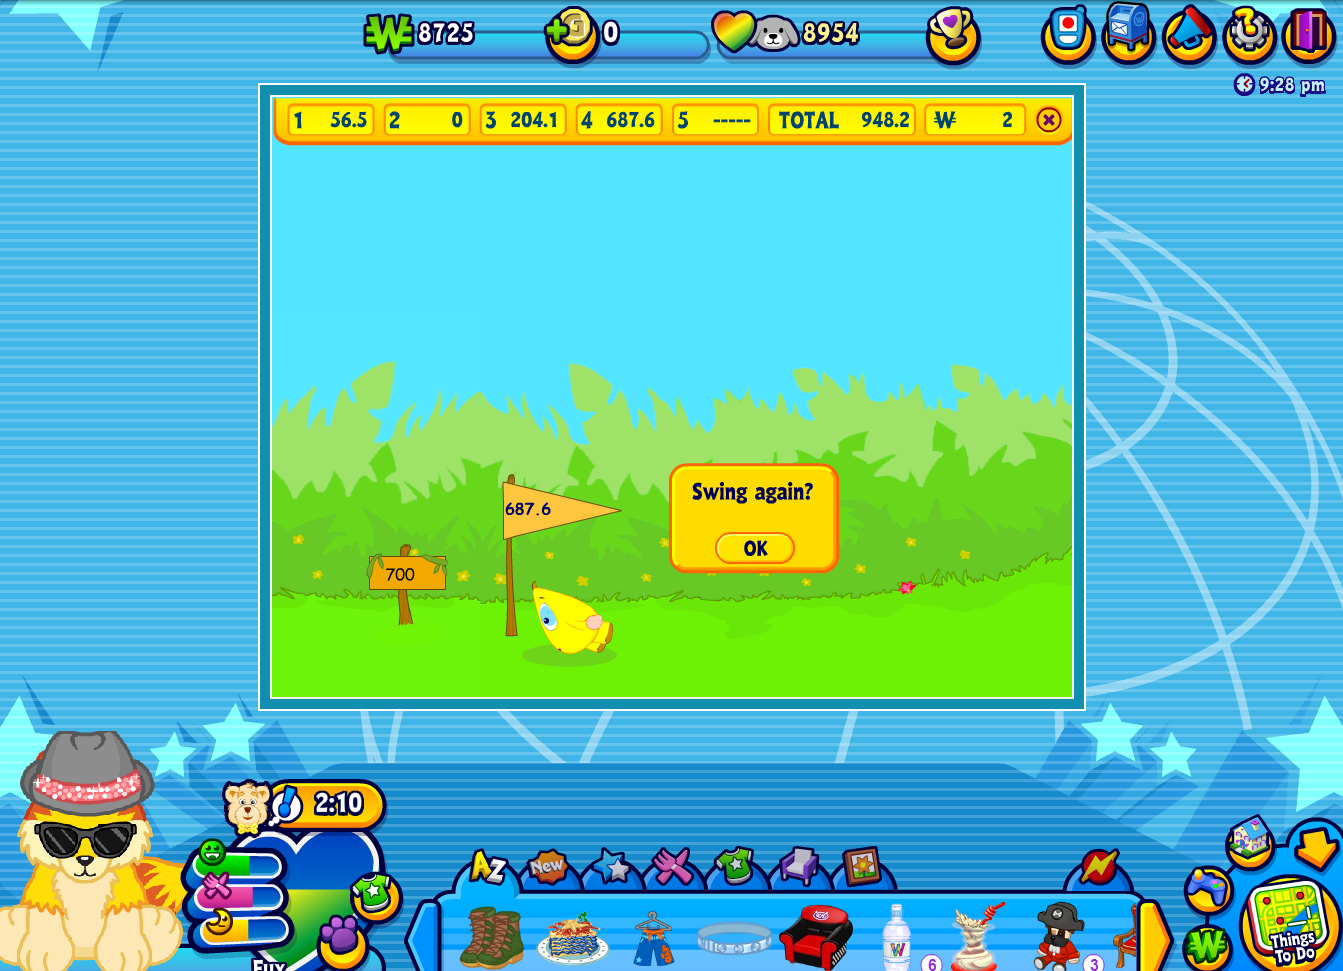 W 8725
0
8954
9:28 pm
1 56.5 2 0 3 204.1 4 687.6 5 ----- TOTAL 948.2 W 2
687.6
Swing again?
OK
700
2:10
AZ
New
W
6
3
W
Things
To Do